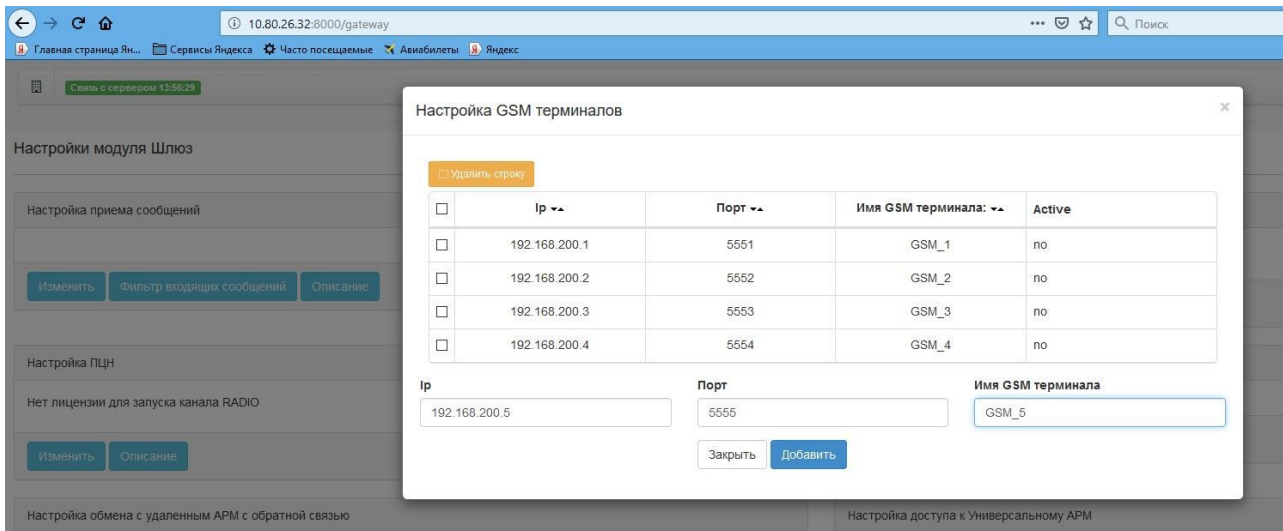 10.80.26.32:8000/gateway
Поиск
Главная страница Ян... Сервисы Яндекса Часто посещаемые Авиабилеты Яндекс
Связь с сервером 13:56:29
Настройки модуля Шлюз
Настройка приема сообщений
Изменить Фильтр входящих сообщений Описание
Настройка ПЦН
Нет лицензии для запуска канала RADIO
Изменить Описание
Настройка обмена с удаленным АРМ с обратной связью
Настройка доступа к Универсальному АРМ
Настройка GSM терминалов
Удалить строку
Ip Порт Имя GSM терминала: Active
192.168.200.1 5551 GSM_1 no
192.168.200.2 5552 GSM_2 no
192.168.200.3 5553 GSM_3 no
192.168.200.4 5554 GSM_4 no
Ip Порт Имя GSM терминала
192.168.200.5 5555 GSM_5
Закрыть Добавить